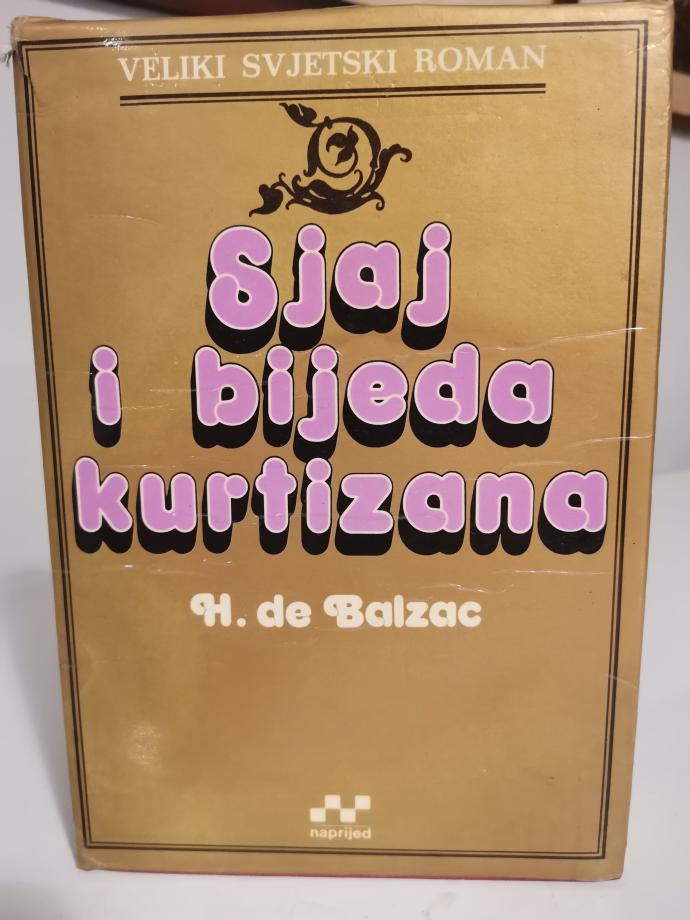 VELIKI SVJETSKI ROMAN
Sjaj
i bijeda
kurtizana
H. de Balzac
naprijed